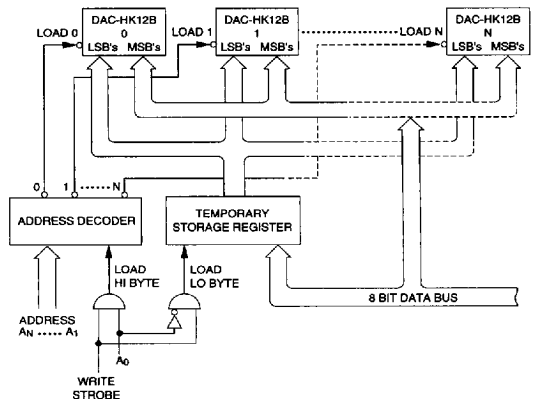 DAC-HK12B DAC-HK12B DAC-HK12B
LOAD 0 0 LOAD 1 1 ........ LOAD N N
LSB's MSB's LSB's MSB's LSB's MSB's
0 1 ...... N
ADDRESS DECODER
TEMPORARY
STORAGE REGISTER
LOAD
HI BYTE
LOAD
LO BYTE
8 BIT DATA BUS
ADDRESS
AN ..... A1
A0
WRITE
STROBE